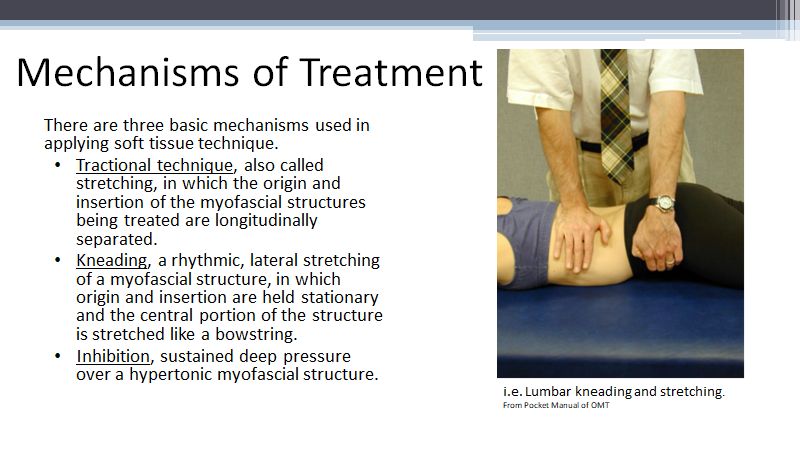 Mechanisms of Treatment
There are three basic mechanisms used in
applying soft tissue technique.
• Tractional technique, also called
stretching, in which the origin and
insertion of the myofascial structures
being treated are longitudinally
separated.
• Kneading, a rhythmic, lateral stretching
of a myofascial structure, in which
origin and insertion are held stationary
and the central portion of the structure
is stretched like a bowstring.
• Inhibition, sustained deep pressure
over a hypertonic myofascial structure.
i.e. Lumbar kneading and stretching.
From Pocket Manual of OMT